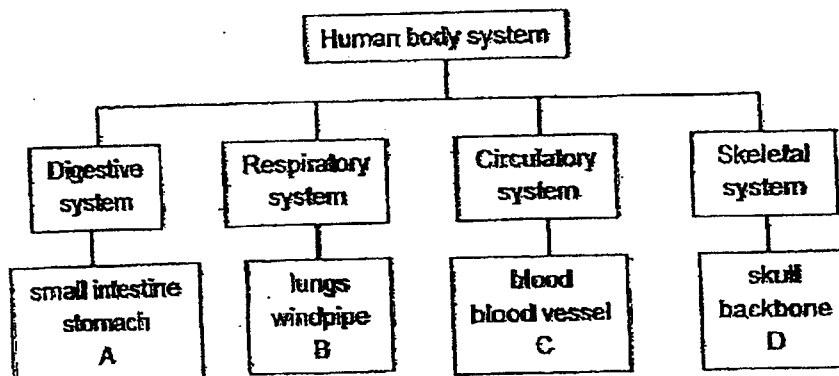 Human body system
Digestive
system
Respiratory
system
Circulatory
system
Skeletal
system
small intestine
stomach
A
lungs
windpipe
B
blood
blood vessel
C
skull
backbone
D